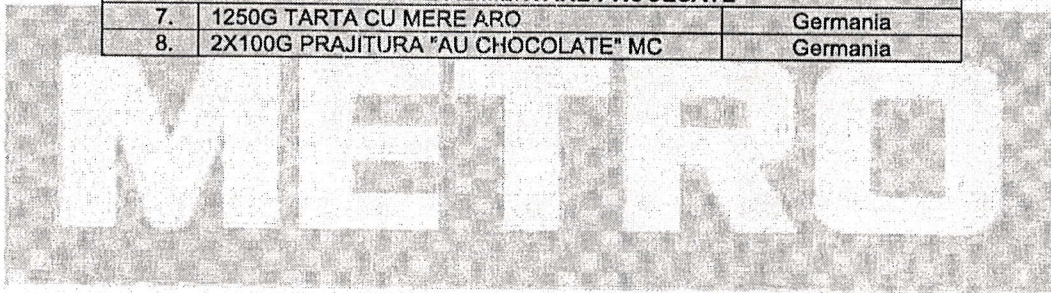 7. 1250G TARTA CU MERE ARO Germania
8. 2X100G PRAJITURA "AU CHOCOLATE" MC Germania
METRO